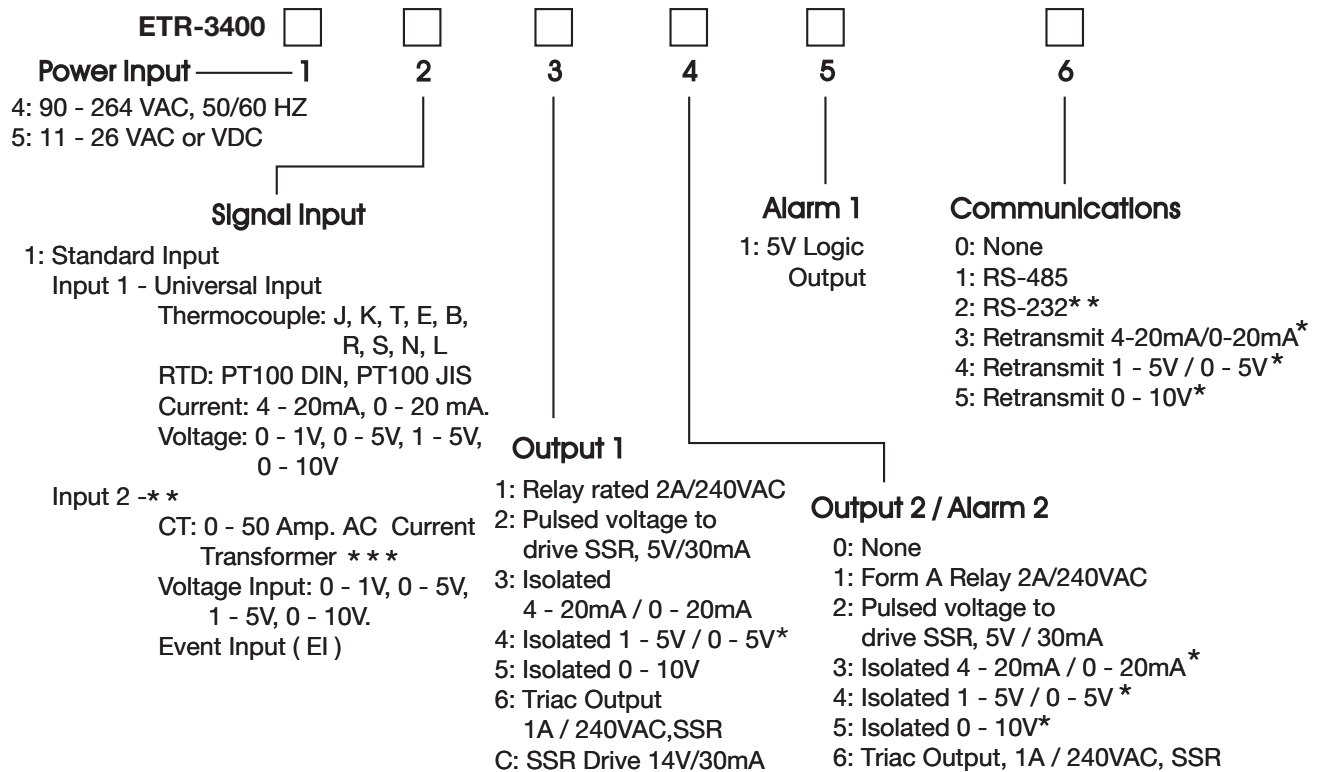 ETR-3400
Power Input 1 2 3 4 5 6
4: 90 - 264 VAC, 50/60 HZ
5: 11 - 26 VAC or VDC
Signal Input
1: Standard Input
Input 1 - Universal Input
Thermocouple: J, K, T, E, B,
R, S, N, L
RTD: PT100 DIN, PT100 JIS
Current: 4 - 20mA, 0 - 20 mA.
Voltage: 0 - 1V, 0 - 5V, 1 - 5V,
0 - 10V
Input 2 -**
CT: 0 - 50 Amp. AC Current
Transformer ***
Voltage Input: 0 - 1V, 0 - 5V,
1 - 5V, 0 - 10V.
Event Input ( EI )
Output 1
1: Relay rated 2A/240VAC
2: Pulsed voltage to
drive SSR, 5V/30mA
3: Isolated
4 - 20mA / 0 - 20mA
4: Isolated 1 - 5V / 0 - 5V*
5: Isolated 0 - 10V
6: Triac Output
1A / 240VAC,SSR
C: SSR Drive 14V/30mA
Output 2 / Alarm 2
0: None
1: Form A Relay 2A/240VAC
2: Pulsed voltage to
drive SSR, 5V / 30mA
3: Isolated 4 - 20mA / 0 - 20mA*
4: Isolated 1 - 5V / 0 - 5V *
5: Isolated 0 - 10V*
6: Triac Output, 1A / 240VAC, SSR
Alarm 1
1: 5V Logic
Output
Communications
0: None
1: RS-485
2: RS-232**
3: Retransmit 4-20mA/0-20mA*
4: Retransmit 1 - 5V / 0 - 5V*
5: Retransmit 0 - 10V*